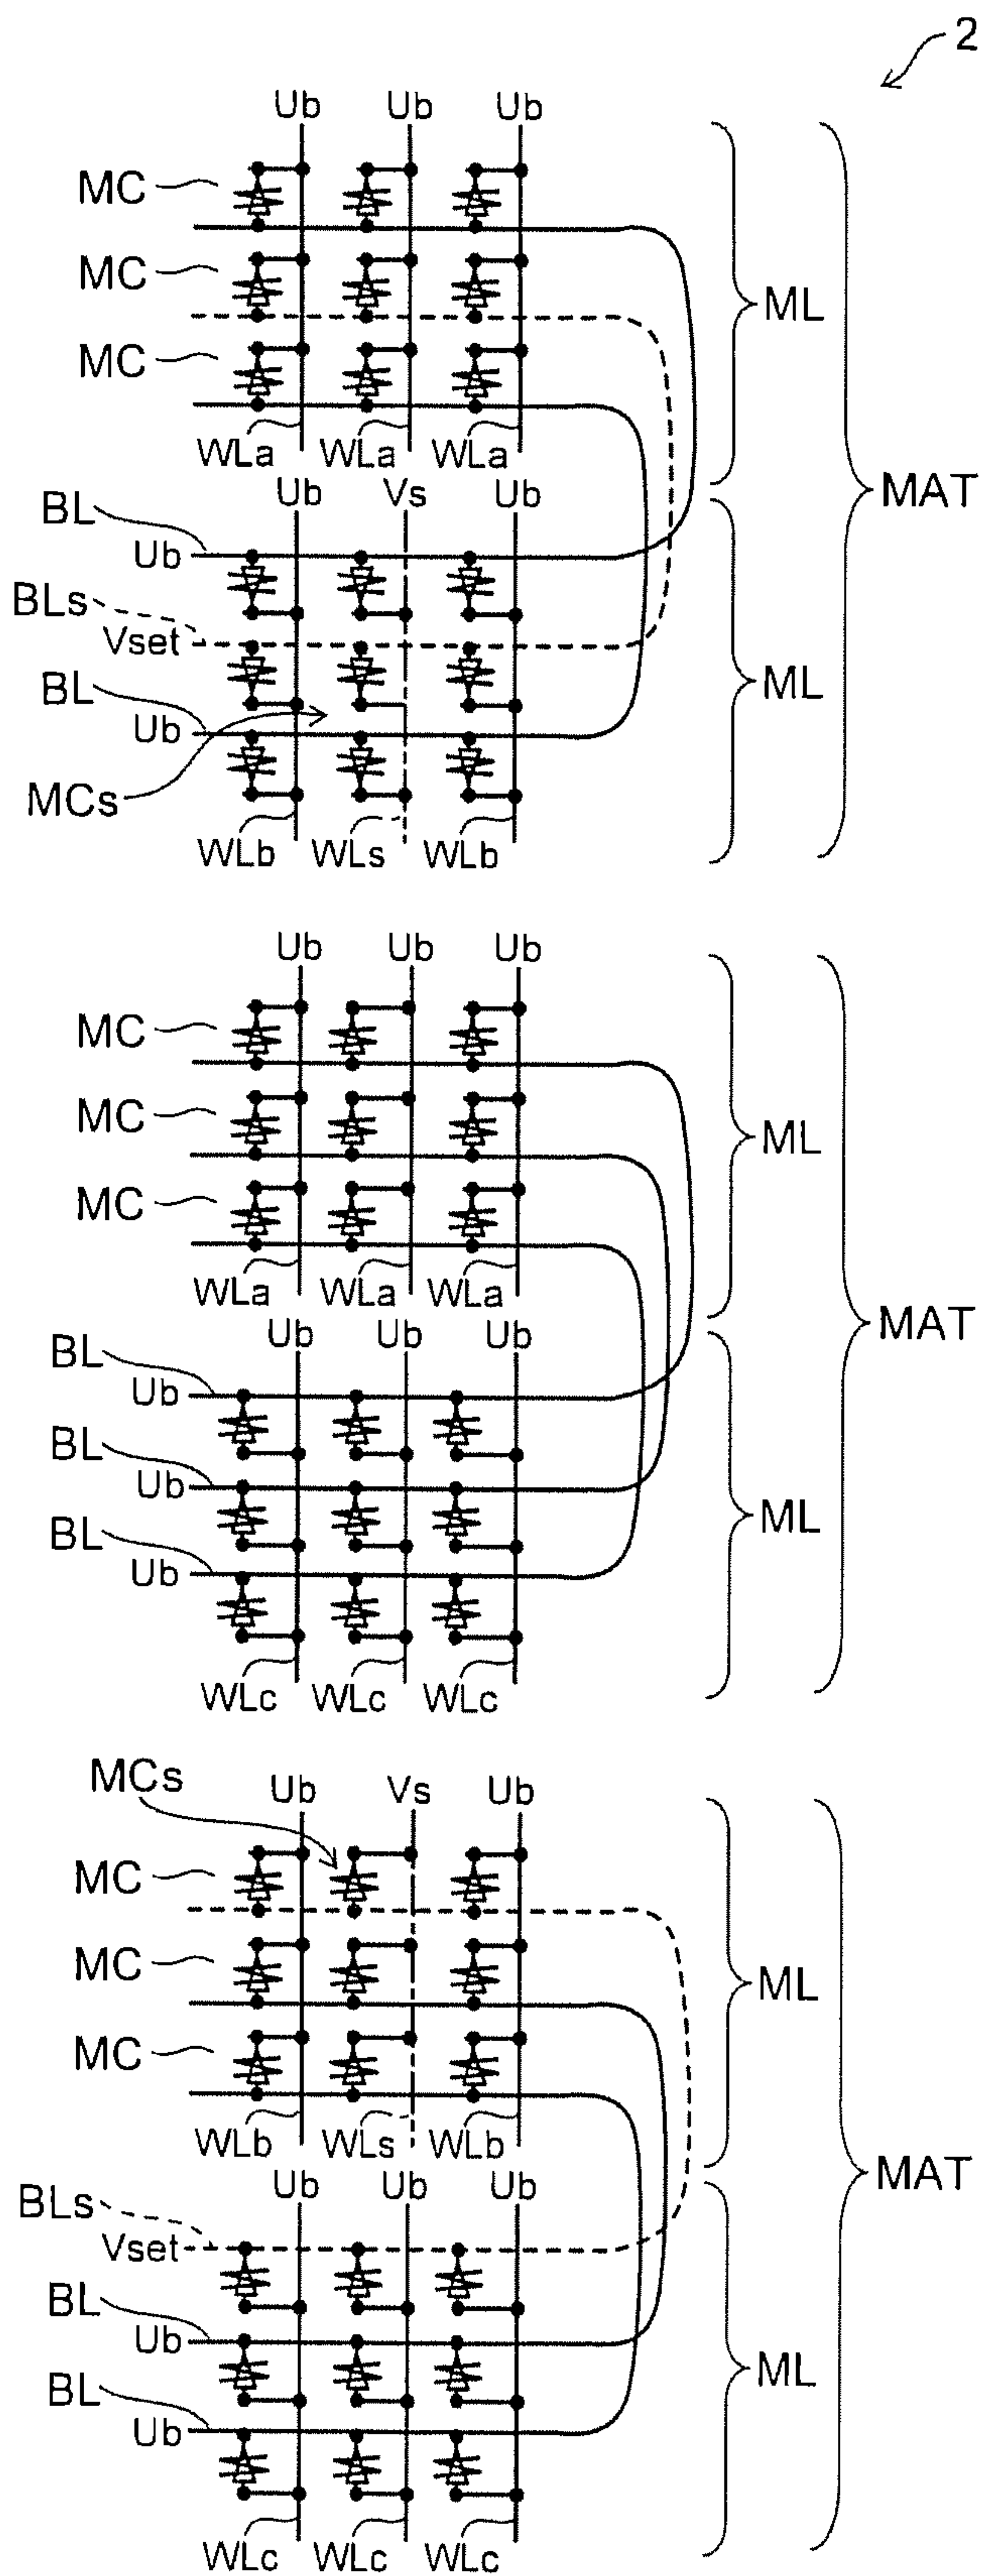 2
Ub Ub Ub
MC
MC ML
MC
WLa WLa WLa
Ub Vs Ub MAT
BL
Ub
BLs
Vset
BL ML
Ub
MCs
WLb WLs WLb
Ub Ub Ub
MC
MC ML
MC
WLa WLa WLa
Ub Ub Ub MAT
BL
Ub
BL
Ub ML
BL
Ub
WLc WLc WLc
MCs
Ub Vs Ub
MC
MC ML
MC
WLb WLs WLb
Ub Ub Ub MAT
BLs
Vset
BL
Ub ML
BL
Ub
WLc WLc WLc